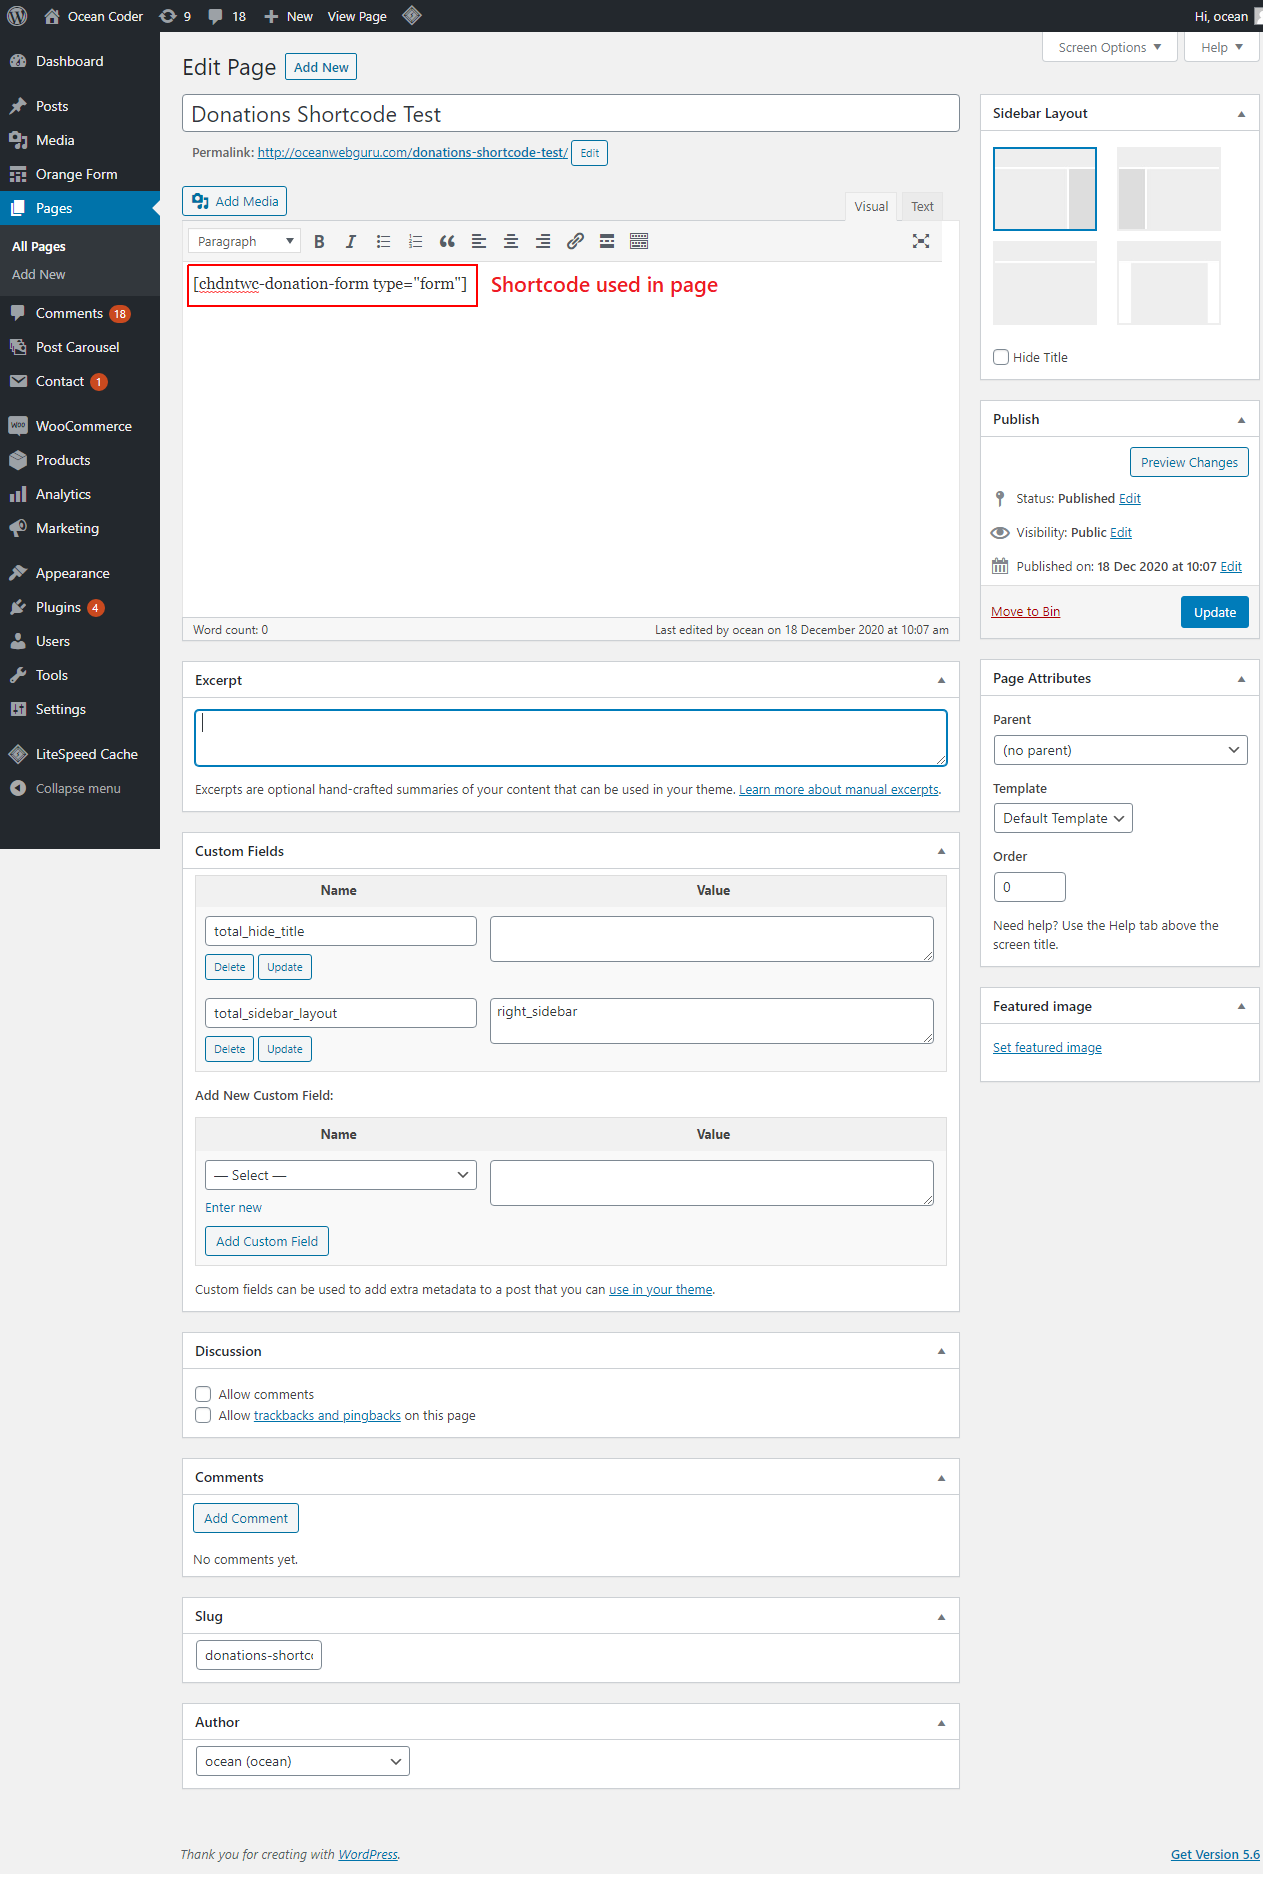 Ocean Coder 9 18 New View Page Hi, ocean
Screen Options Help
Dashboard
Posts
Media
Orange Form
Pages
All Pages
Add New
Comments 18
Post Carousel
Contact 1
WooCommerce
Products
Analytics
Marketing
Appearance
Plugins 4
Users
Tools
Settings
LiteSpeed Cache
Collapse menu
Edit Page Add New
Donations Shortcode Test
Permalink: http://oceanwebguru.com/donations-shortcode-test/ Edit
Add Media
Visual Text
Paragraph
[chdntwc-donation-form type="form"] Shortcode used in page
Word count: 0 Last edited by ocean on 18 December 2020 at 10:07 am
Excerpt
Excerpts are optional hand-crafted summaries of your content that can be used in your theme. Learn more about manual excerpts.
Custom Fields
Name Value
total_hide_title
Delete Update
total_sidebar_layout right_sidebar
Delete Update
Add New Custom Field:
Name Value
— Select —
Enter new
Add Custom Field
Custom fields can be used to add extra metadata to a post that you can use in your theme.
Discussion
Allow comments
Allow trackbacks and pingbacks on this page
Comments
Add Comment
No comments yet.
Slug
donations-shortc
Author
ocean (ocean)
Sidebar Layout
Hide Title
Publish
Preview Changes
Status: Published Edit
Visibility: Public Edit
Published on: 18 Dec 2020 at 10:07 Edit
Move to Bin Update
Page Attributes
Parent
(no parent)
Template
Default Template
Order
0
Need help? Use the Help tab above the
screen title.
Featured image
Set featured image
Thank you for creating with WordPress. Get Version 5.6